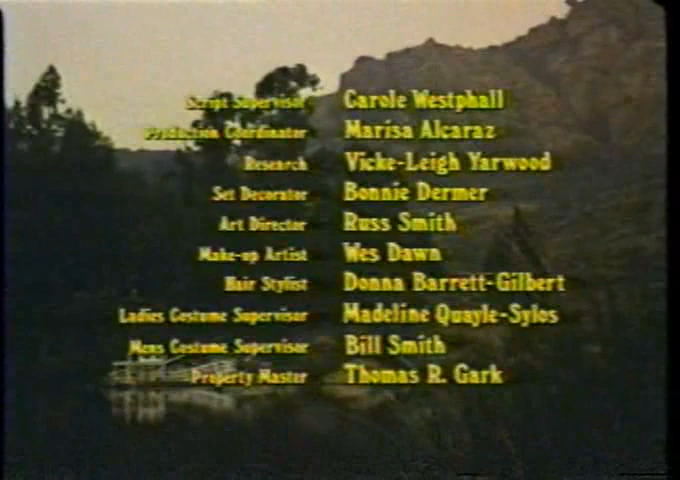 Script Supervisor Carole Westphall
Production Coordinator Marisa Alcaraz
Research Vicke-Leigh Yarwood
Set Decorator Bonnie Dermer
Art Director Russ Smith
Make-up Artist Wes Dawn
Hair Stylist Donna Barrett-Gilbert
Ladies Costume Supervisor Madeline Quayle-Sylos
Mens Costume Supervisor Bill Smith
Property Master Thomas R. Gark